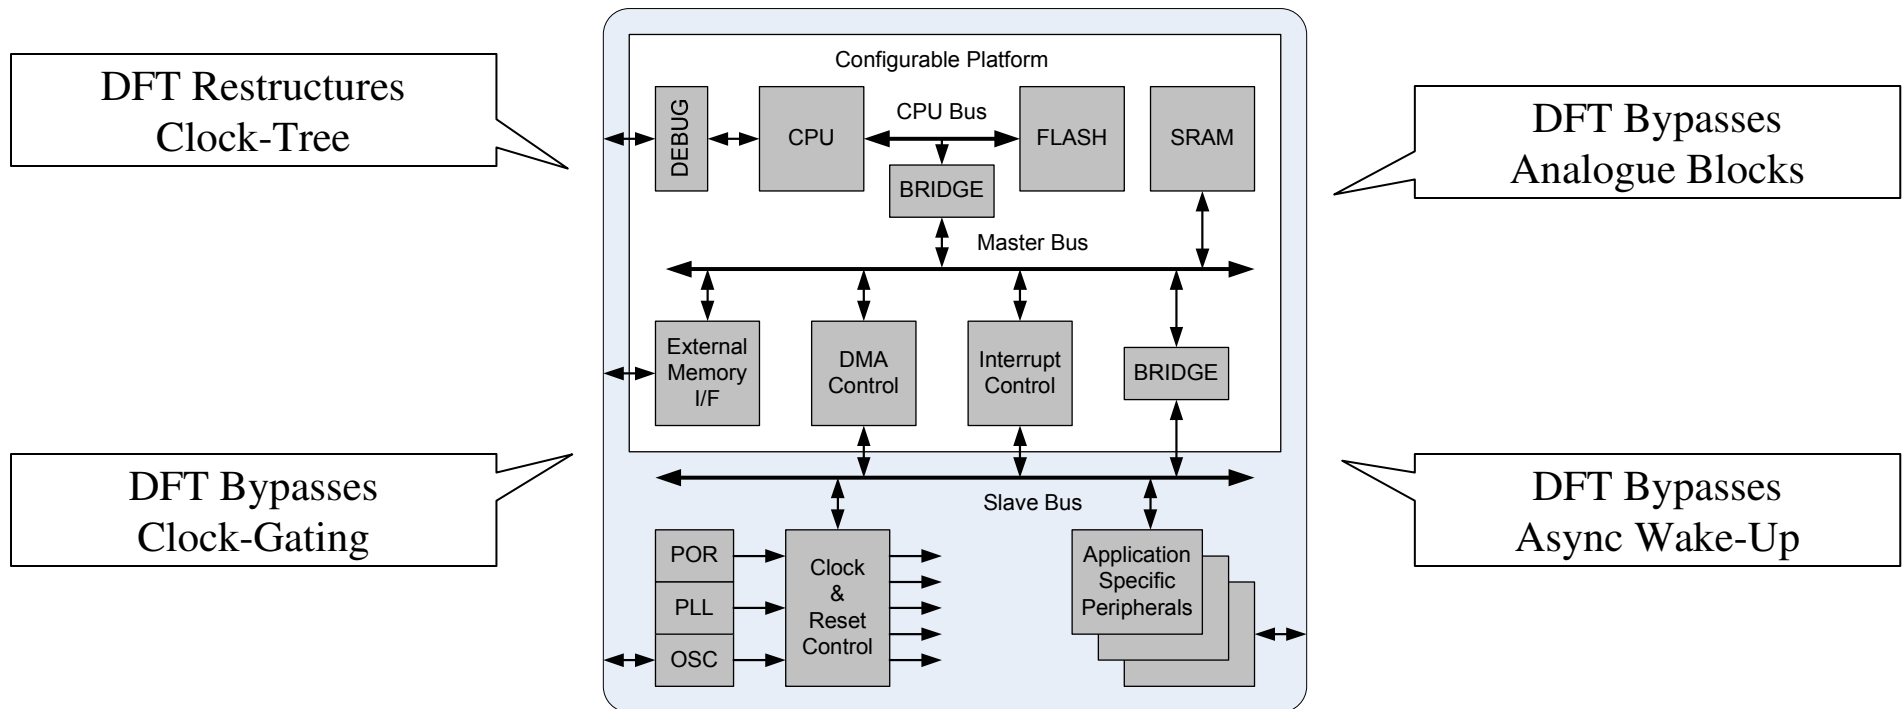 DFT Restructures
Clock-Tree
DFT Bypasses
Clock-Gating
Configurable Platform
DEBUG
CPU
CPU Bus
FLASH
SRAM
BRIDGE
Master Bus
External
Memory
I/F
DMA
Control
Interrupt
Control
BRIDGE
Slave Bus
POR
PLL
OSC
Clock
&
Reset
Control
Application
Specific
Peripherals
DFT Bypasses
Analogue Blocks
DFT Bypasses
Async Wake-Up